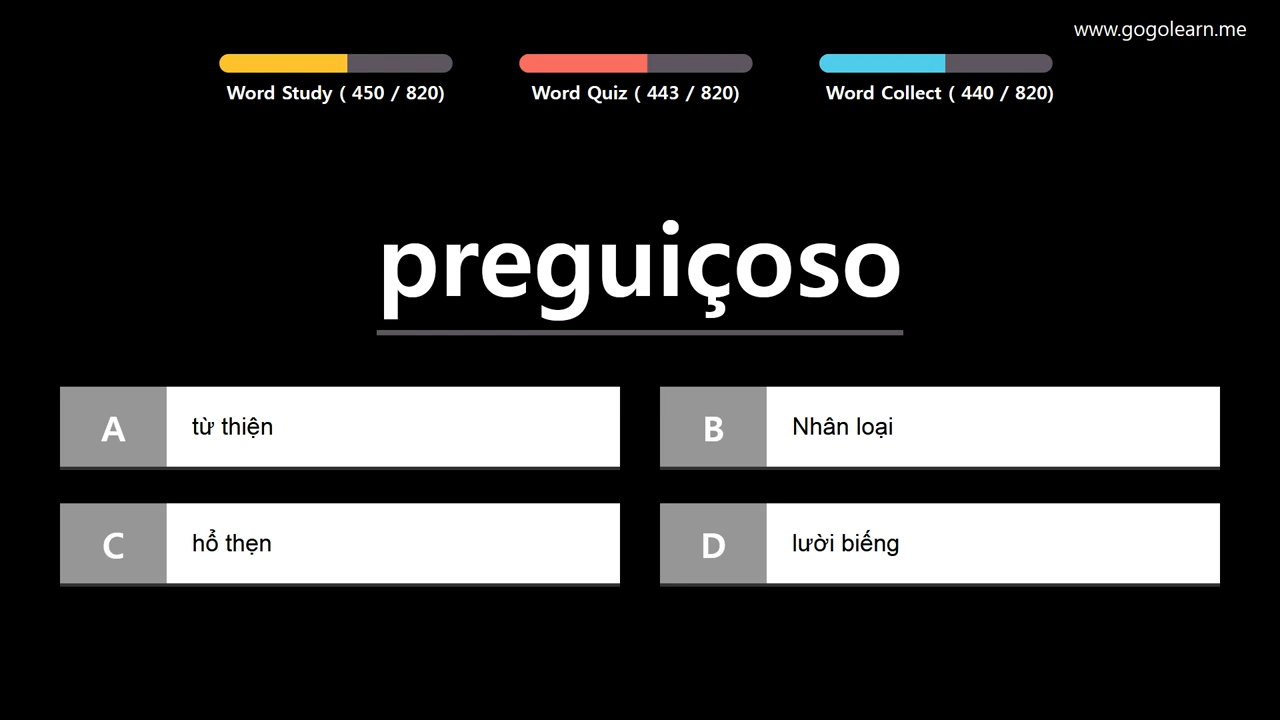 www.gogolearn.me
Word Study ( 450 / 820)
Word Quiz ( 443 / 820)
Word Collect ( 440 / 820)
preguiçoso
A từ thiện
B Nhân loại
C hổ thẹn
D lười biếng